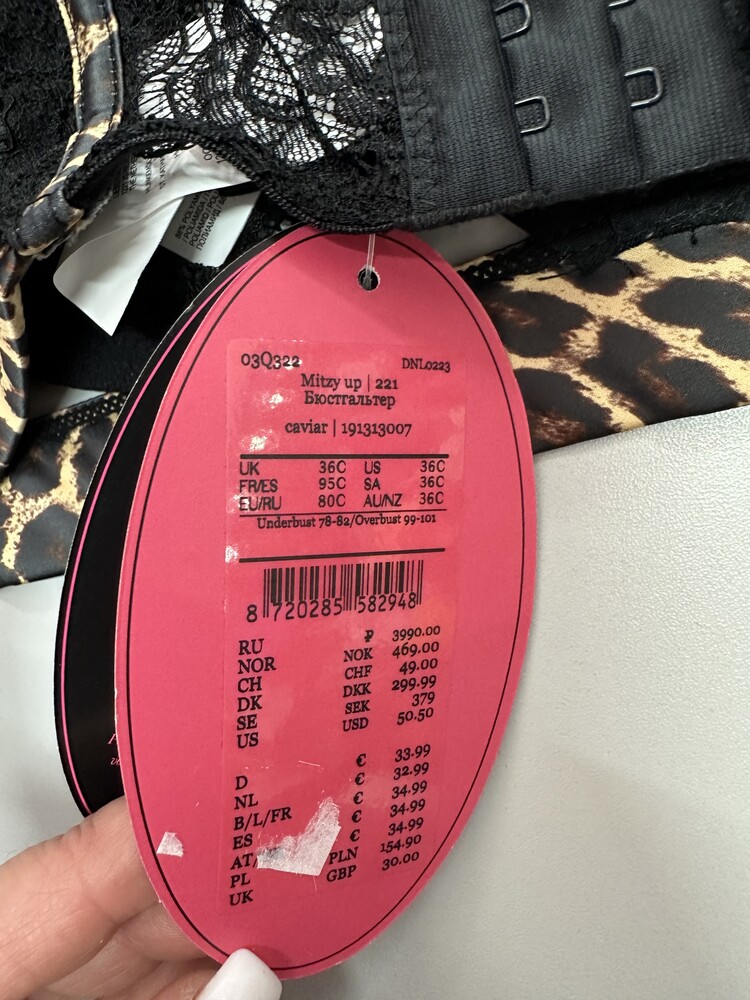 03Q322 DNL0223
Mitzy up | 221
Бюстгальтер
caviar | 191313007
UK 36C US 36C
FR/ES 95C SA 36C
EU/RU 80C AU/NZ 36C
Underbust 78-82/Overbust 99-101
8 720285 582948
RU ₽ 3990.00
NOR NOK 469.00
CH CHF 49.00
DK DKK 299.99
SE SEK 379
US USD 50.50
D € 33.99
NL € 32.99
B/L/FR € 34.99
ES € 34.99
AT/ € 34.99
PL PLN 154.90
UK GBP 30.00